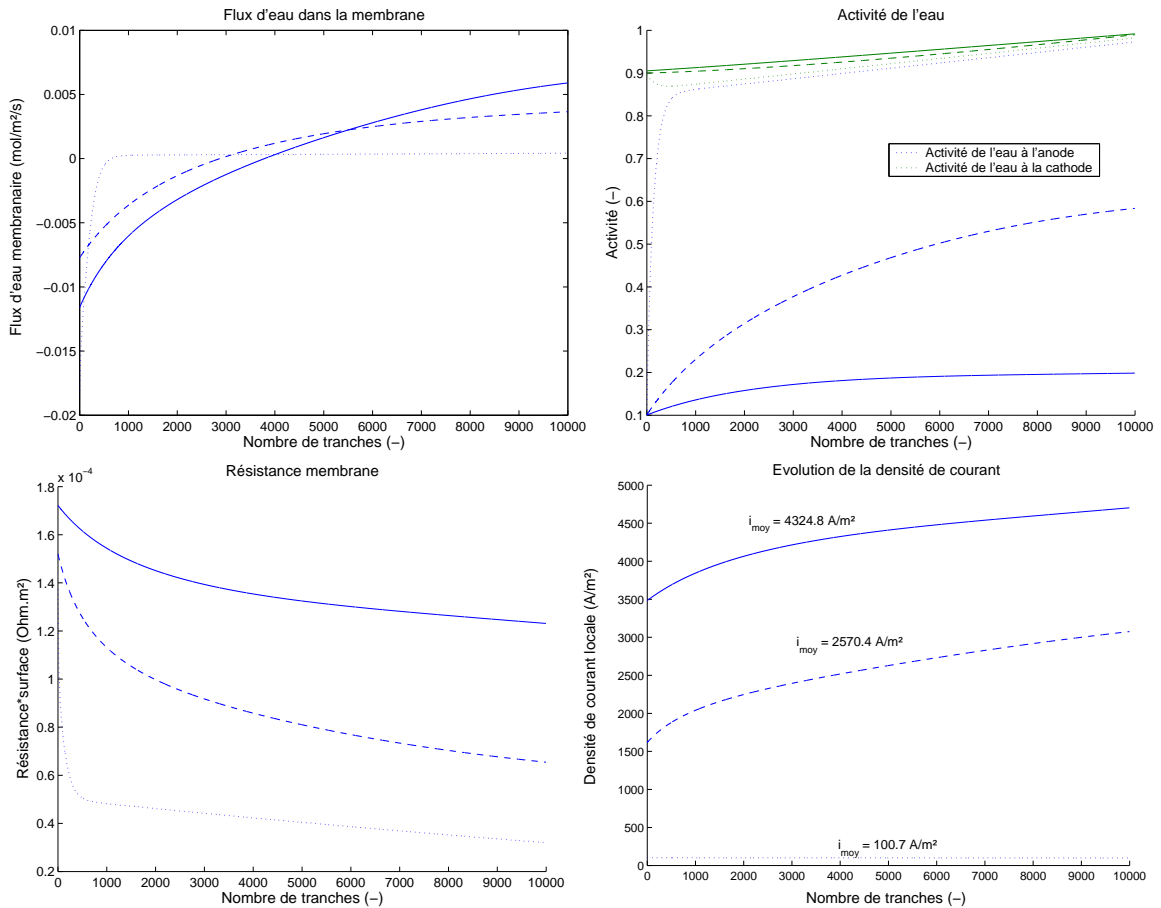 Flux d'eau dans la membrane
0.01
0.005
0
−0.005
−0.01
−0.015
−0.02
Flux d'eau membranaire (mol/m²/s)
0 1000 2000 3000 4000 5000 6000 7000 8000 9000 10000
Nombre de tranches (−)
Activité de l'eau
1
0.9
0.8
0.7
0.6
0.5
0.4
0.3
0.2
0.1
Activité (−)
Activité de l'eau à l'anode
Activité de l'eau à la cathode
0 1000 2000 3000 4000 5000 6000 7000 8000 9000 10000
Nombre de tranches (−)
Résistance membrane
x 10⁻⁴
1.8
1.6
1.4
1.2
1
0.8
0.6
0.4
0.2
Résistance*surface (Ohm.m²)
0 1000 2000 3000 4000 5000 6000 7000 8000 9000 10000
Nombre de tranches (−)
Evolution de la densité de courant
5000
4500
4000
3500
3000
2500
2000
1500
1000
500
0
Densité de courant locale (A/m²)
i_moy = 4324.8 A/m²
i_moy = 2570.4 A/m²
i_moy = 100.7 A/m²
0 1000 2000 3000 4000 5000 6000 7000 8000 9000 10000
Nombre de tranches (−)